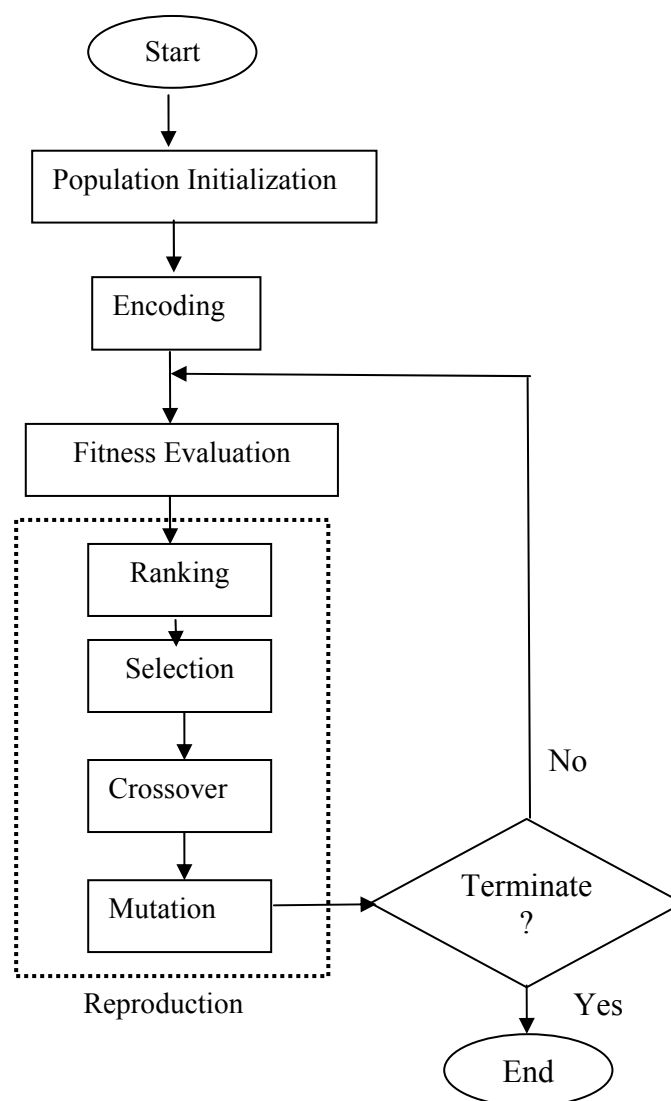 Start
Population Initialization
Encoding
Fitness Evaluation
Ranking
Selection
Crossover
Mutation
Reproduction
No
Terminate
?
Yes
End